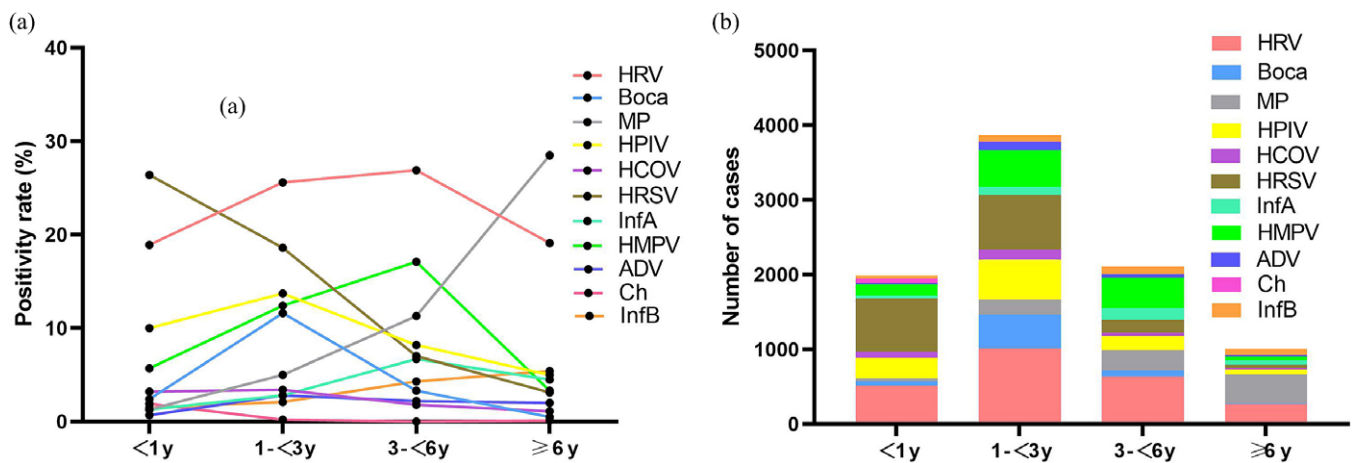 (a)
40
30
20
10
0
Positivity rate (%)
(a)
<1y
1-<3y
3-<6y
≥6y
HRV
Boca
MP
HPIV
HCOV
HRSV
InfA
HMPV
ADV
Ch
InfB
(b)
5000
4000
3000
2000
1000
0
Number of cases
<1y
1-<3y
3-<6y
≥6y
HRV
Boca
MP
HPIV
HCOV
HRSV
InfA
HMPV
ADV
Ch
InfB